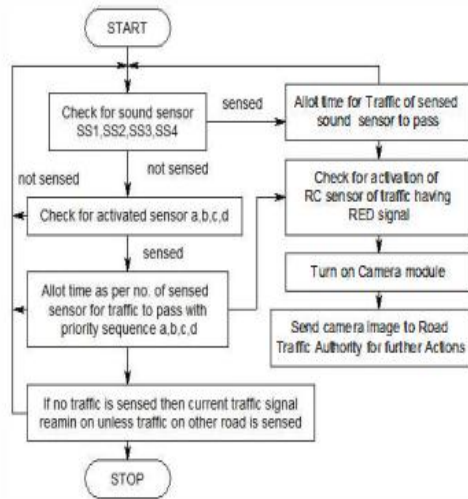 START
Check for sound sensor
SS1,SS2,SS3,SS4
sensed
Allot time for Traffic of sensed
sound sensor to pass
not sensed
not sensed
Check for activated sensor a,b,c,d
sensed
Check for activation of
RC sensor of traffic having
RED signal
Allot time as per no. of sensed
sensor for traffic to pass with
priority sequence a,b,c,d
Turn on Camera module
Send camera image to Road
Traffic Authority for further Actions
If no traffic is sensed then current traffic signal
reamin on unless traffic on other road is sensed
STOP